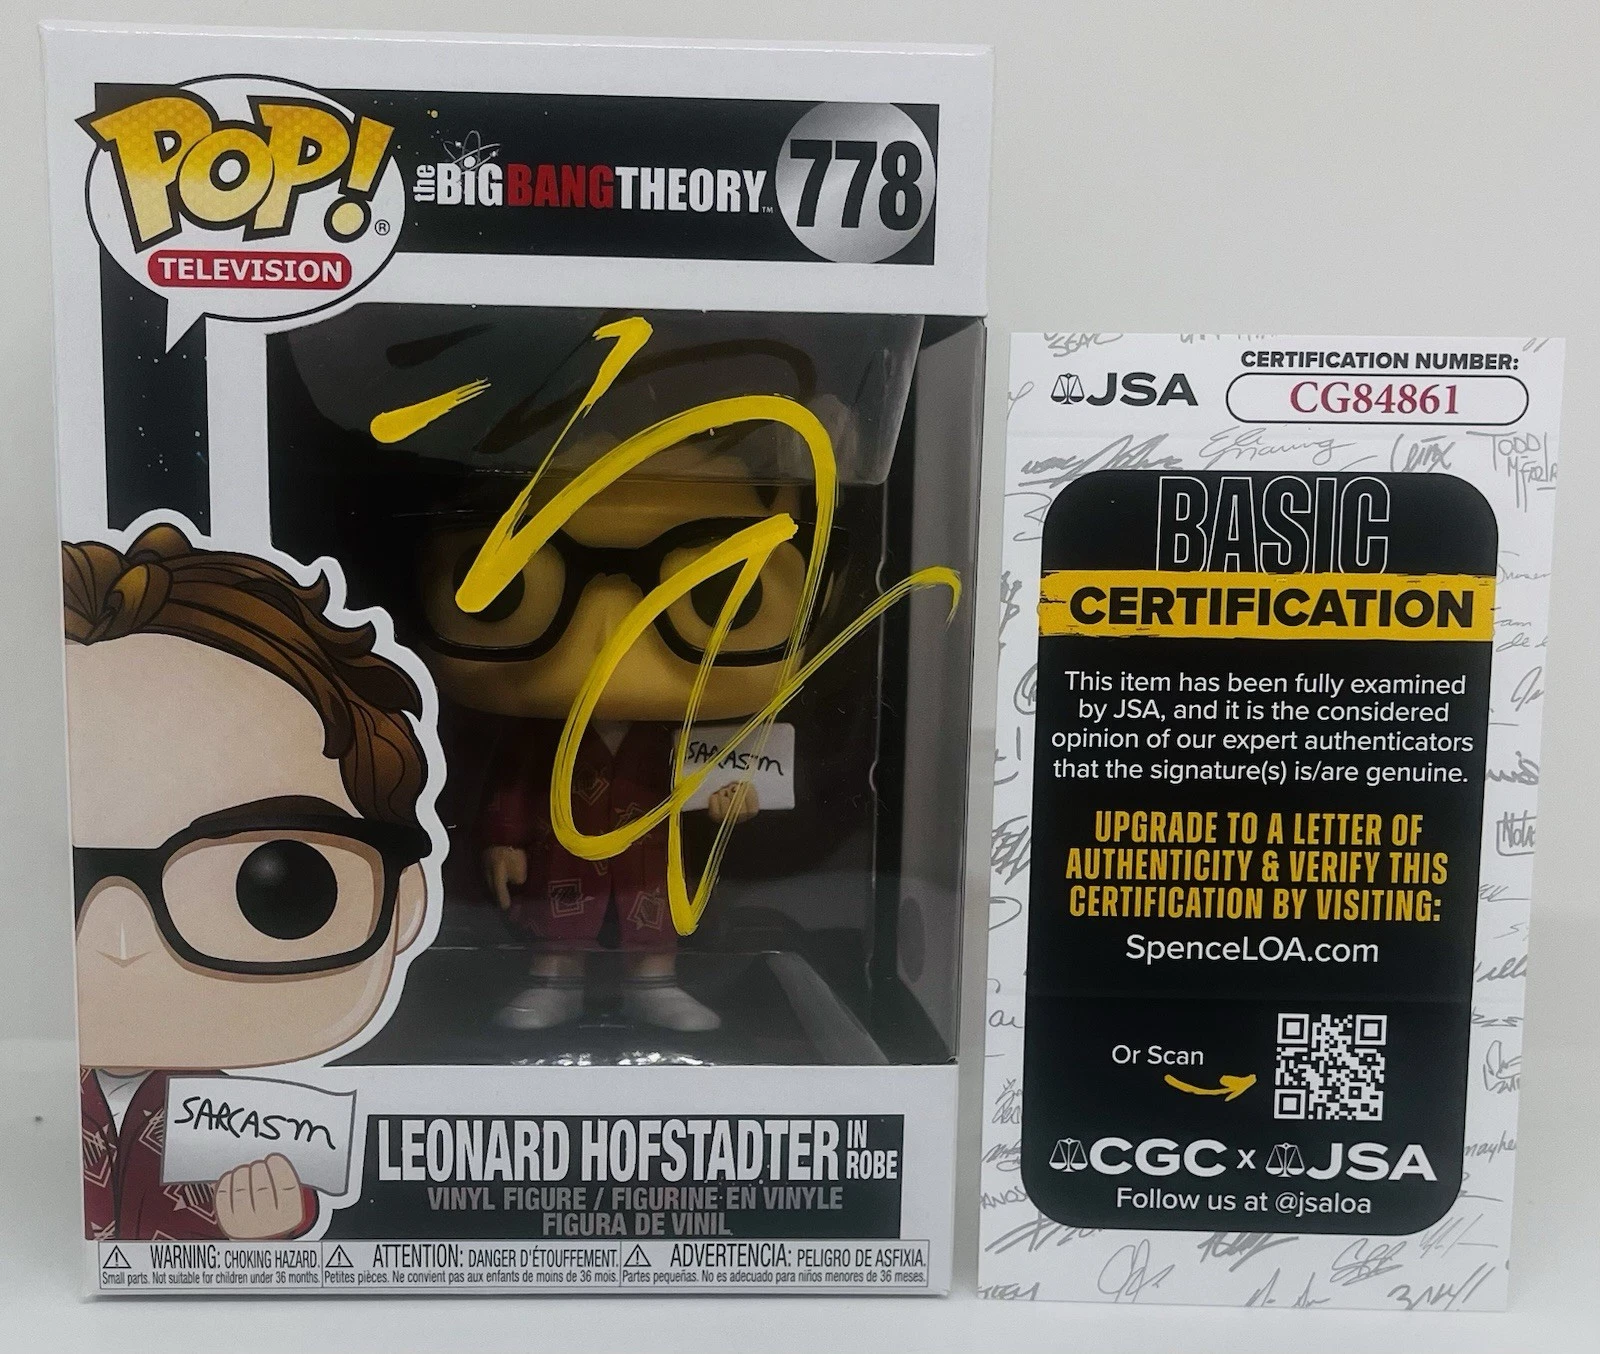 POP! ®
TELEVISION
the BIG BANG THEORY ™
778
SARCASM
SARCASM
LEONARD HOFSTADTER IN ROBE
VINYL FIGURE / FIGURINE EN VINYLE
FIGURA DE VINIL
WARNING: CHOKING HAZARD.
Small parts. Not suitable for children under 36 months.
ATTENTION: DANGER D'ÉTOUFFEMENT.
Petites pièces. Ne convient pas aux enfants de moins de 36 mois.
ADVERTENCIA: PELIGRO DE ASFIXIA.
Partes pequeñas. No es adecuado para niños menores de 36 meses.
JSA
CERTIFICATION NUMBER:
CG84861
BASIC
CERTIFICATION
This item has been fully examined
by JSA, and it is the considered
opinion of our expert authenticators
that the signature(s) is/are genuine.
UPGRADE TO A LETTER OF
AUTHENTICITY & VERIFY THIS
CERTIFICATION BY VISITING:
SpenceLOA.com
Or Scan
CGC x JSA
Follow us at @jsaloa